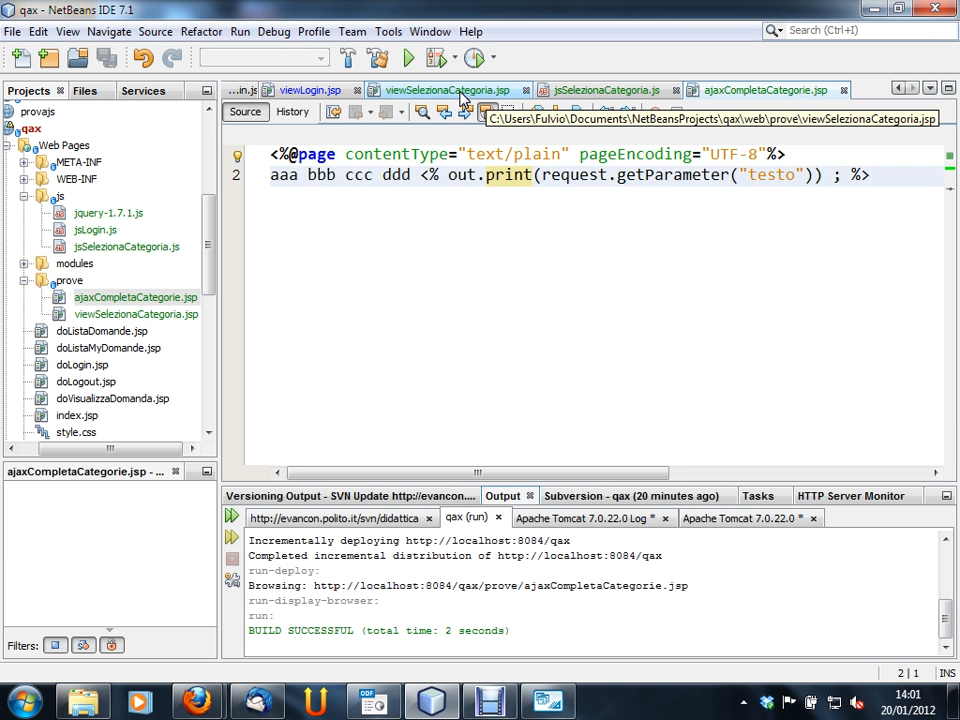 qax - NetBeans IDE 7.1
File Edit View Navigate Source Refactor Run Debug Profile Team Tools Window Help
Search (Ctrl+I)
Projects Files Services
...in.js viewLogin.jsp viewSelezionaCategoria.jsp jsSelezionaCategoria.js ajaxCompletaCategorie.jsp
Source History
C:\Users\Fulvio\Documents\NetBeansProjects\qax\web\prove\viewSelezionaCategoria.jsp
provajs
qax
Web Pages
META-INF
WEB-INF
js
jquery-1.7.1.js
jsLogin.js
jsSelezionaCategoria.js
modules
prove
ajaxCompletaCategorie.jsp
viewSelezionaCategoria.jsp
doListaDomande.jsp
doListaMyDomande.jsp
doLogin.jsp
doLogout.jsp
doVisualizzaDomanda.jsp
index.jsp
style.css
<%@page contentType="text/plain" pageEncoding="UTF-8"%>
2 aaa bbb ccc ddd <% out.print(request.getParameter("testo")) ; %>
ajaxCompletaCategorie.jsp - ...
Filters:
Versioning Output - SVN Update http://evancon.... Output Subversion - qax (20 minutes ago) Tasks HTTP Server Monitor
http://evancon.polito.it/svn/didattica qax (run) Apache Tomcat 7.0.22.0 Log * Apache Tomcat 7.0.22.0 *
Incrementally deploying http://localhost:8084/qax
Completed incremental distribution of http://localhost:8084/qax
run-deploy:
Browsing: http://localhost:8084/qax/prove/ajaxCompletaCategorie.jsp
run-display-browser:
run:
BUILD SUCCESSFUL (total time: 2 seconds)
2 | 1 INS
ODF
14:01
20/01/2012